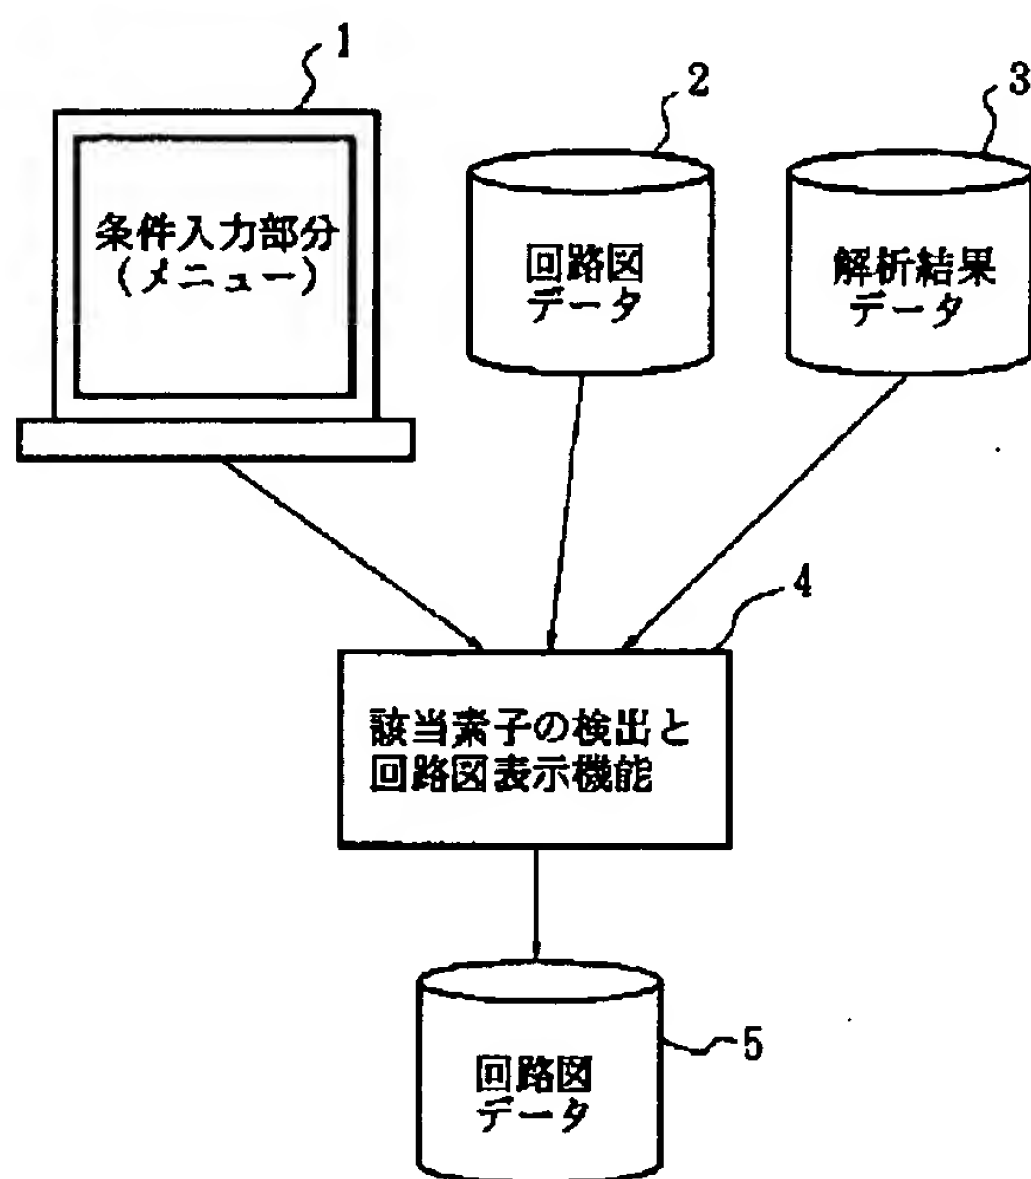 1
2
3
条件入力部分
(メニュー)
回路図
データ
解析結果
データ
4
該当素子の検出と
回路図表示機能
5
回路図
データ